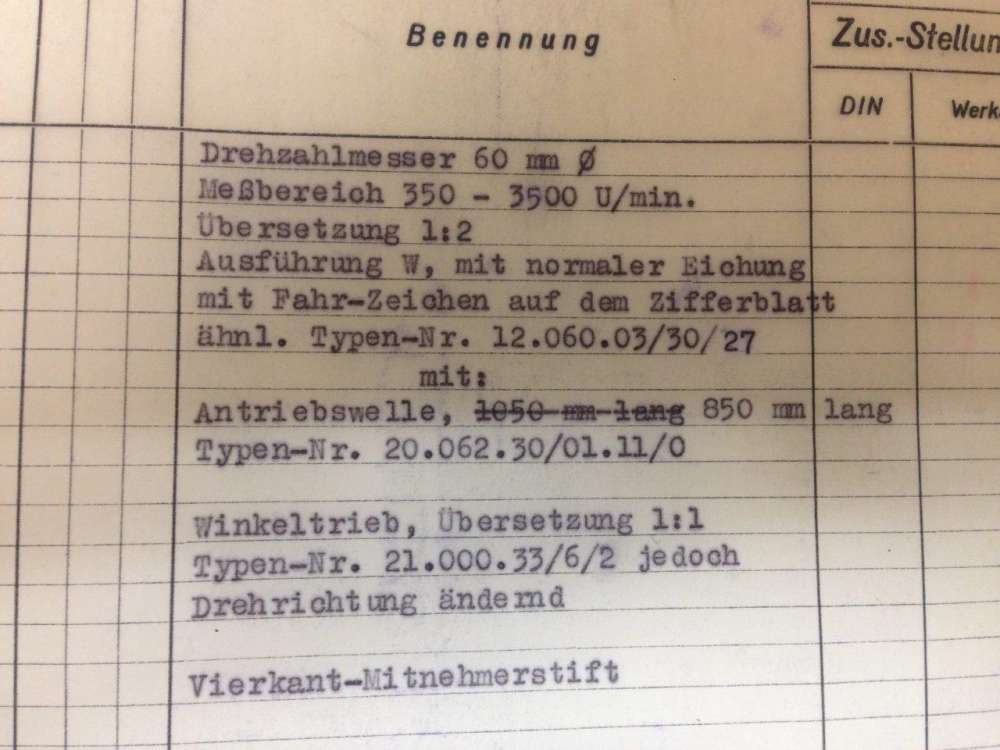 Benennung
Zus.-Stellun
DIN
Werk
Drehzahlmesser 60 mm Ø
Meßbereich 350 - 3500 U/min.
Übersetzung 1:2
Ausführung W, mit normaler Eichung
mit Fahr-Zeichen auf dem Zifferblatt
ähnl. Typen-Nr. 12.060.03/30/27
mit:
Antriebswelle, 1050 mm lang 850 mm lang
Typen-Nr. 20.062.30/01.11/0
Winkeltrieb, Übersetzung 1:1
Typen-Nr. 21.000.33/6/2 jedoch
Drehrichtung ändernd
Vierkant-Mitnehmerstift